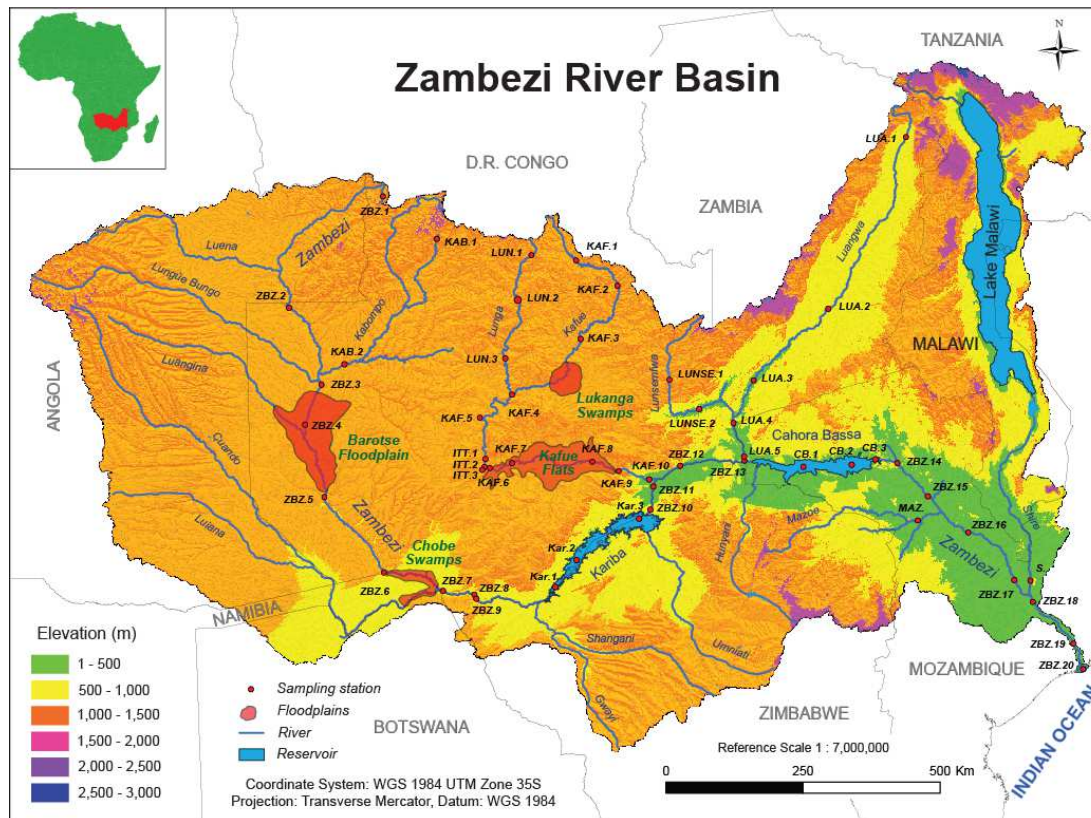 Zambezi River Basin
N
TANZANIA
D.R. CONGO
ZAMBIA
ANGOLA
NAMIBIA
BOTSWANA
ZIMBABWE
MOZAMBIQUE
MALAWI
INDIAN OCEAN
Lake Malawi
LUA.1
ZBZ.1
Luena
Zambezi
KAB.1
LUN.1
KAF.1
Luangwa
Lungúe Bungo
ZBZ.2
Kabompo
LUN.2
KAF.2
Lunga
Kafue
KAF.3
LUA.2
Luangina
KAB.2
LUN.3
ZBZ.3
Lukanga
Swamps
KAF.4
KAF.5
Lunsemfwa
LUNSE.1
LUA.3
LUNSE.2
LUA.4
Cuando
ZBZ.4
Barotse
Floodplain
ITT.1
ITT.2
ITT.3
KAF.7
KAF.6
Kafue
Flats
KAF.8
KAF.9
KAF.10
ZBZ.12
LUA.5
ZBZ.13
Cahora Bassa
CB.1
CB.2
CB.3
ZBZ.14
ZBZ.5
ZBZ.11
ZBZ.10
ZBZ.15
Luiana
Zambezi
Kar.3
Mazoe
MAZ.
ZBZ.16
Shire
Hunyani
Zambezi
Chobe
Swamps
Kar.2
Kariba
Kar.1
ZBZ.6
ZBZ.7
ZBZ.8
ZBZ.9
ZBZ.17
S.
ZBZ.18
ZBZ.19
ZBZ.20
Shangani
Umniati
Gwayi
Elevation (m)
1 - 500
500 - 1,000
1,000 - 1,500
1,500 - 2,000
2,000 - 2,500
2,500 - 3,000
Sampling station
Floodplains
River
Reservoir
Coordinate System: WGS 1984 UTM Zone 35S
Projection: Transverse Mercator, Datum: WGS 1984
Reference Scale 1 : 7,000,000
0 250 500 Km